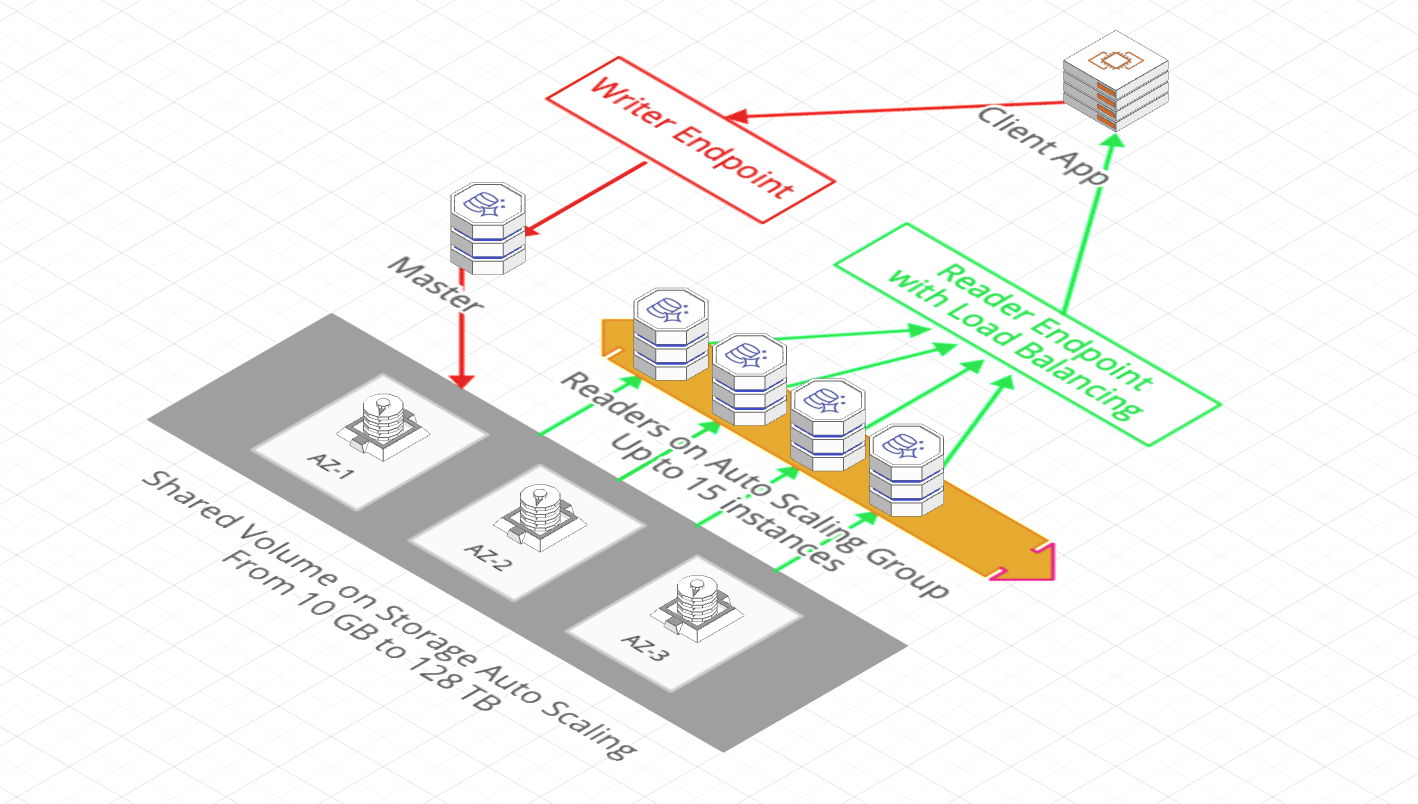 Writer Endpoint
Client App
Master
Reader Endpoint
with Load Balancing
Readers on Auto Scaling Group
Up to 15 instances
AZ-1
AZ-2
AZ-3
Shared Volume on Storage Auto Scaling
From 10 GB to 128 TB